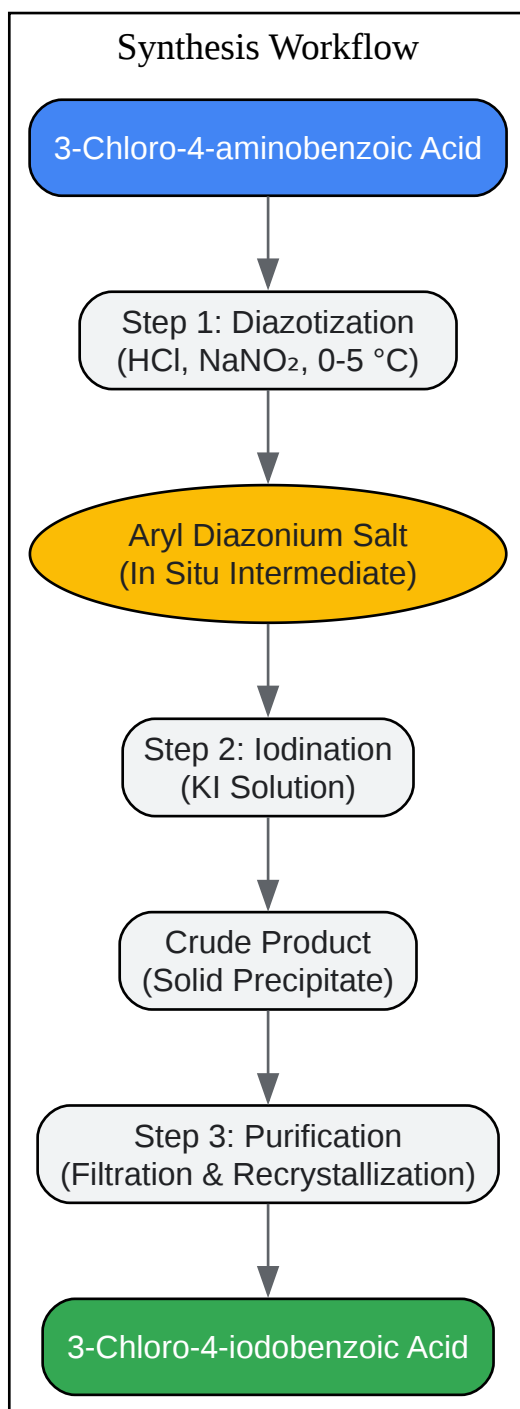 Synthesis Workflow
3-Chloro-4-aminobenzoic Acid
Step 1: Diazotization
(HCl, NaNO₂, 0-5 °C)
Aryl Diazonium Salt
(In Situ Intermediate)
Step 2: Iodination
(KI Solution)
Crude Product
(Solid Precipitate)
Step 3: Purification
(Filtration & Recrystallization)
3-Chloro-4-iodobenzoic Acid